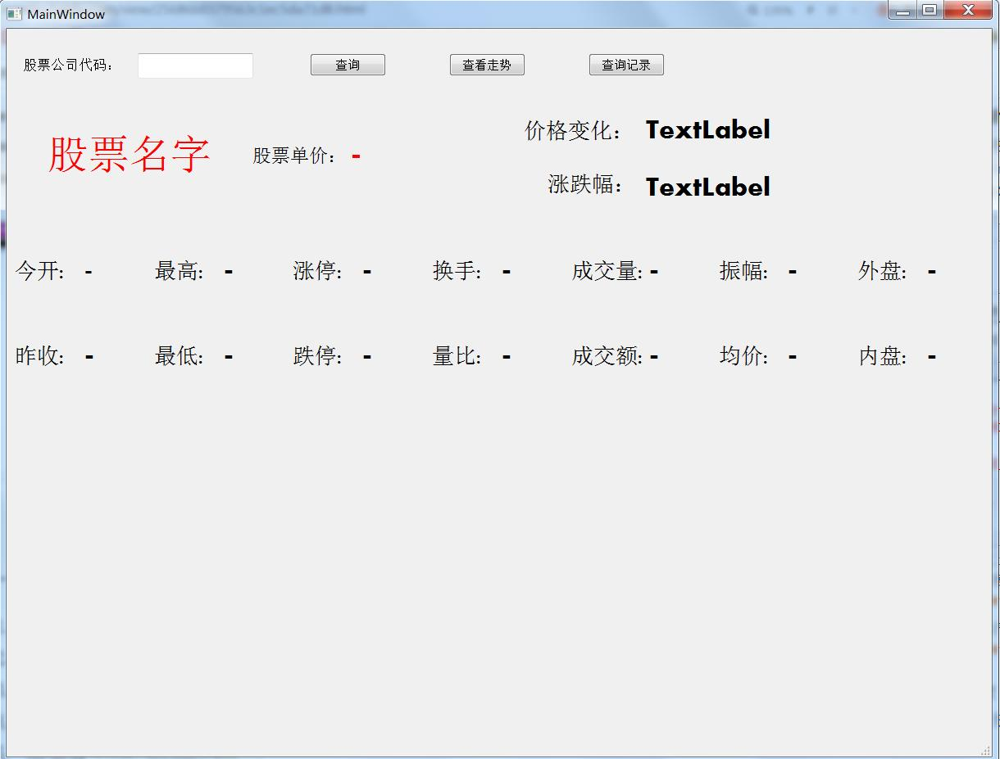 MainWindow
股票公司代码： 查询 查看走势 查询记录
价格变化： TextLabel
股票名字 股票单价： -
涨跌幅： TextLabel
今开: - 最高: - 涨停: - 换手: - 成交量: - 振幅: - 外盘: -
昨收: - 最低: - 跌停: - 量比: - 成交额: - 均价: - 内盘: -